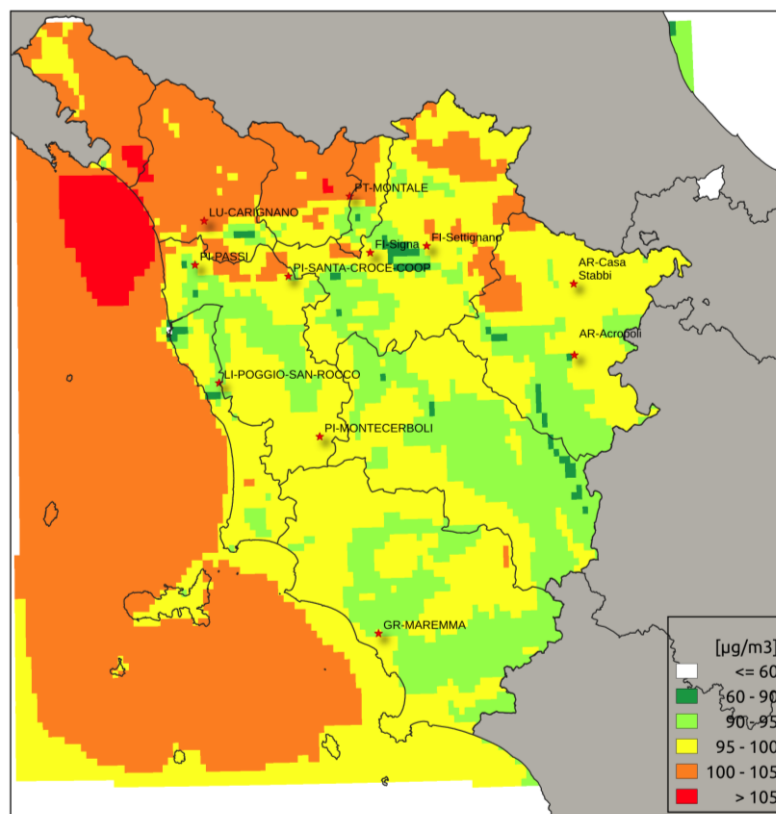 PT-MONTALE
LU-CARIGNANO
FI-Signa
FI-Settignano
PI-PASSI
PI-SANTA-CROCE-COOP
AR-Casa
Stabbi
AR-Acropoli
LI-POGGIO-SAN-ROCCO
PI-MONTECERBOLI
GR-MAREMMA
[µg/m3]
<= 60
60 - 90
90 - 95
95 - 100
100 - 105
> 105